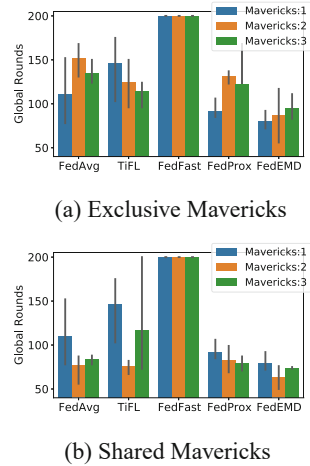 200
150
100
50
Global Rounds
Mavericks:1
Mavericks:2
Mavericks:3
FedAvg TiFL FedFast FedProx FedEMD
(a) Exclusive Mavericks
200
150
100
50
Global Rounds
Mavericks:1
Mavericks:2
Mavericks:3
FedAvg TiFL FedFast FedProx FedEMD
(b) Shared Mavericks